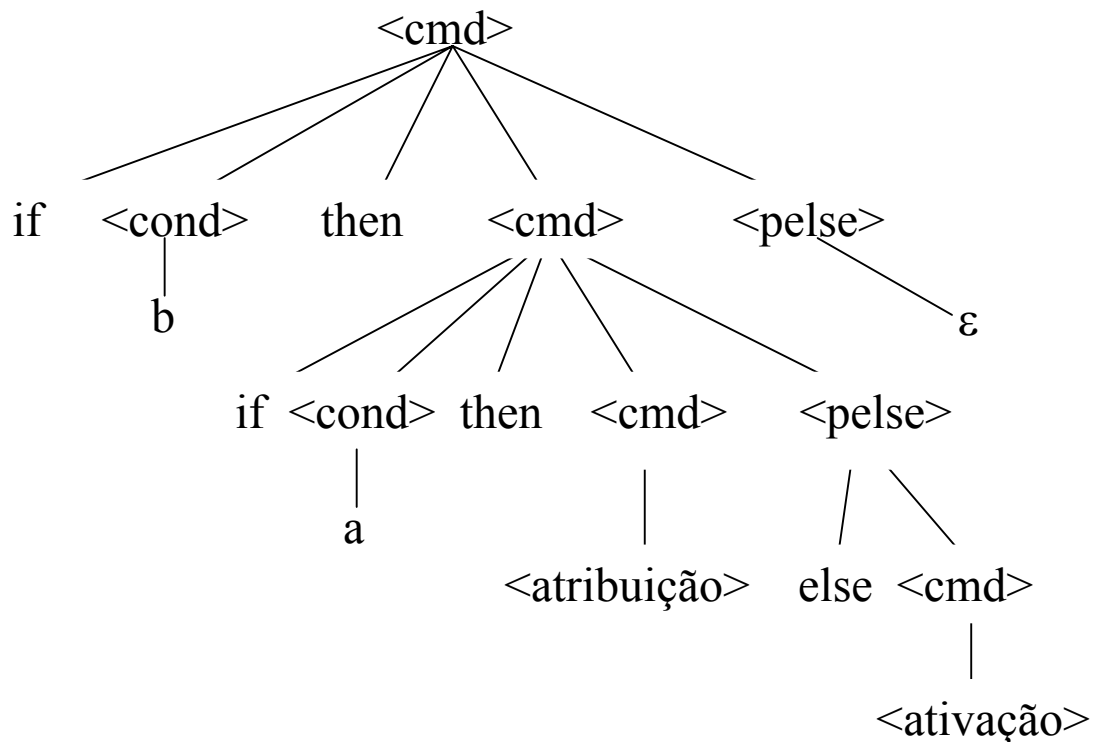 <cmd>
if <cond> then <cmd> <pelse>
b ε
if <cond> then <cmd> <pelse>
a
<atribuição> else <cmd>
<ativação>